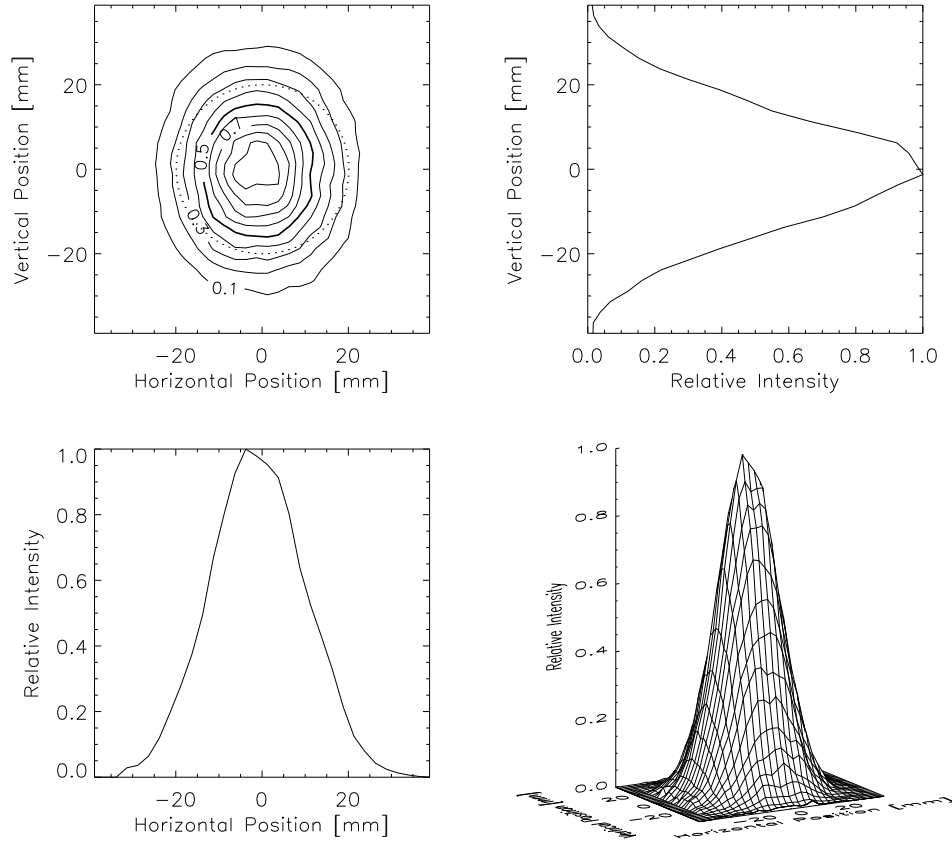 Vertical Position [mm]
20
0
−20
0.7
0.5
0.3
0.1
−20 0 20
Horizontal Position [mm]
Vertical Position [mm]
20
0
−20
0.0 0.2 0.4 0.6 0.8 1.0
Relative Intensity
Relative Intensity
1.0
0.8
0.6
0.4
0.2
0.0
−20 0 20
Horizontal Position [mm]
Relative Intensity
1.0
0.8
0.6
0.4
0.2
0.0
20
0
−20
Vertical Position [mm]
−20 0 20
Horizontal Position [mm]